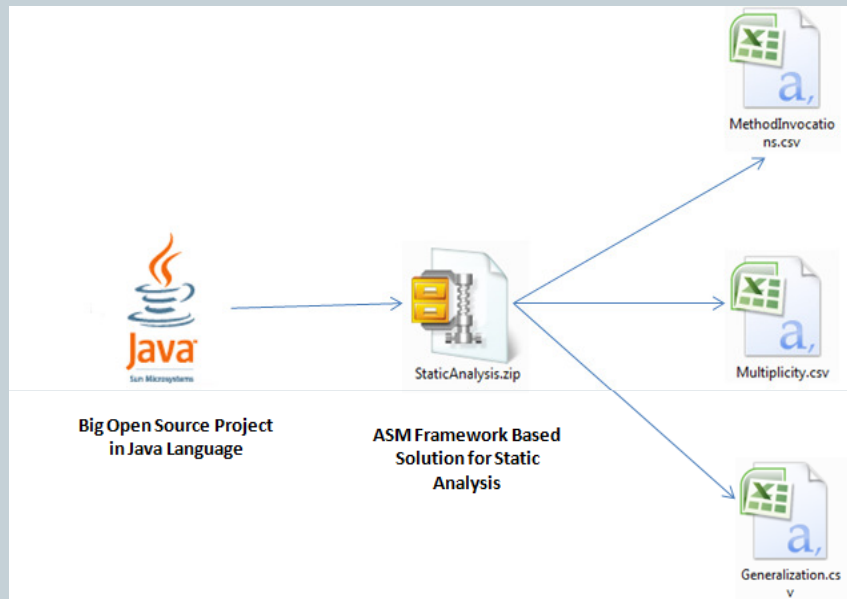 MethodInvocatio
ns.csv
Java
Sun Microsystems
StaticAnalysis.zip
a,
Multiplicity.csv
Big Open Source Project
in Java Language
ASM Framework Based
Solution for Static
Analysis
a,
Generalization.cs
v
a,